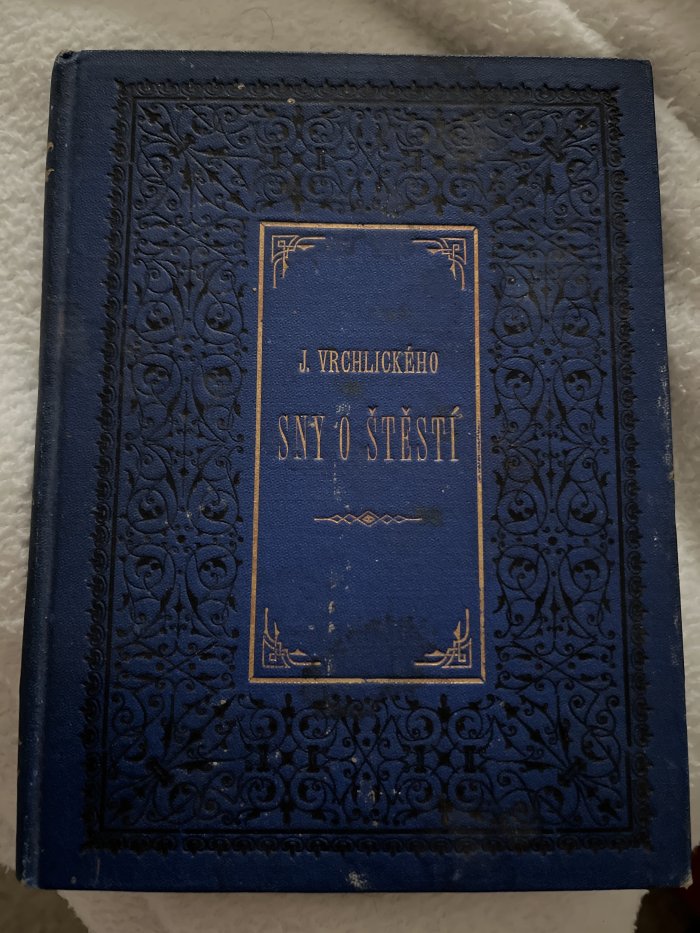 J. VRCHLICKÉHO
SNY O ŠTĚSTÍ